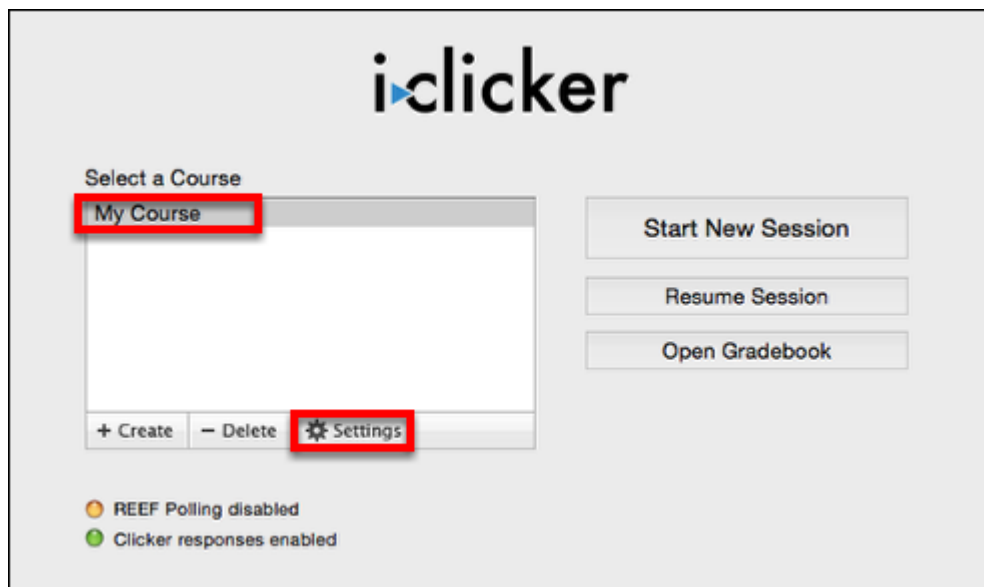 i>clicker
Select a Course
My Course
Start New Session
Resume Session
Open Gradebook
+ Create − Delete Settings
REEF Polling disabled
Clicker responses enabled